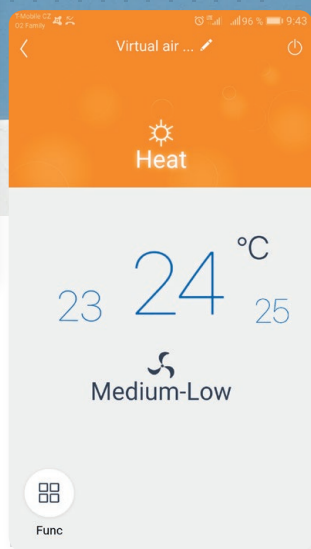 T-Mobile CZ
O2 Family
96 % 9:43
Virtual air ...
Heat
°C
23 24 25
Medium-Low
Func